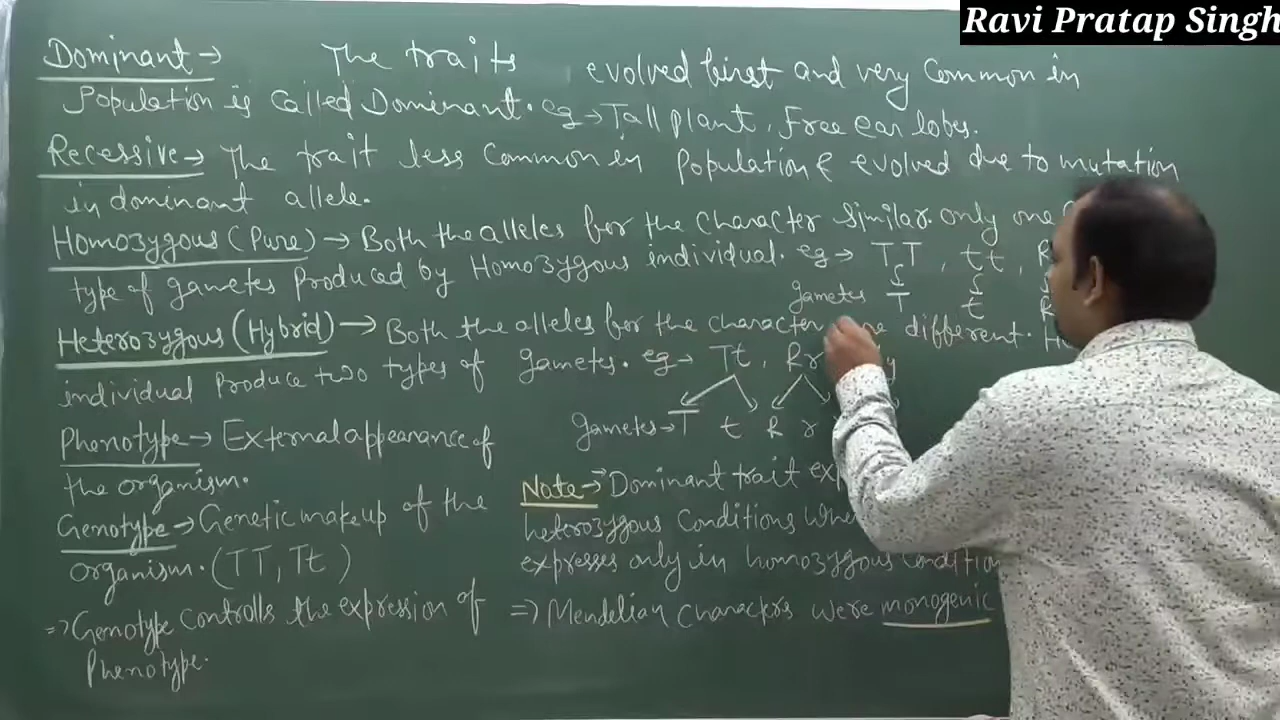 Ravi Pratap Singh
Dominant → The traits evolved first and very Common in
Population is Called Dominant. eg → Tall plant, Free ear lobes.
Recessive → The trait less Common in Population & evolved due to mutation
in dominant allele.
Homozygous (Pure) → Both the alleles for the Character Similar. only one
type of gametes Produced by Homozygous individual. eg → TT, tt, R
gametes T t R
Heterozygous (Hybrid) → Both the alleles for the character are different. H
individual Produce two types of gametes. eg → Tt, Rr y
gametes → T t R r
Phenotype → External appearance of
the organism.
Genotype → Genetic makeup of the
organism. (TT, Tt)
⇒ Genotype Controlls the expression of
Phenotype.
Note → Dominant trait exp
heterozygous Conditions Whe
expresses only in homozygous Condition
⇒ Mendelian Characters were monogenic